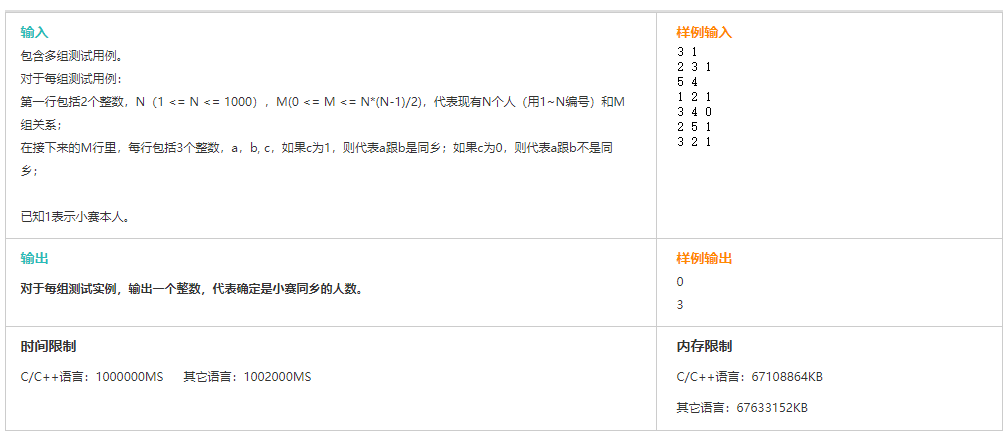 输入
包含多组测试用例。
对于每组测试用例：
第一行包括2个整数，N（1 <= N <= 1000），M(0 <= M <= N*(N-1)/2)，代表现有N个人（用1~N编号）和M
组关系；
在接下来的M行里，每行包括3个整数，a，b, c，如果c为1，则代表a跟b是同乡；如果c为0，则代表a跟b不是同
乡；
已知1表示小赛本人。
样例输入
3 1
2 3 1
5 4
1 2 1
3 4 0
2 5 1
3 2 1
输出
对于每组测试实例，输出一个整数，代表确定是小赛同乡的人数。
样例输出
0
3
时间限制
C/C++语言：1000000MS 其它语言：1002000MS
内存限制
C/C++语言：67108864KB
其它语言：67633152KB